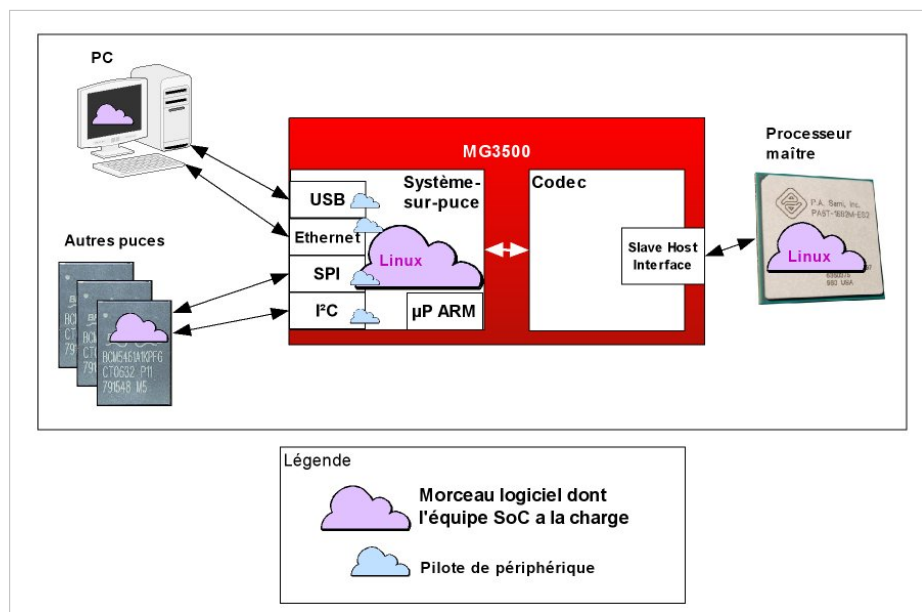 PC
MG3500
Processeur
maître
USB
Système-
sur-puce
Codec
Ethernet
Linux
Slave Host
Interface
P.A. Semi, Inc.
Linux
Autres puces
SPI
I²C
µP ARM
BCM5461A1KPFG
CT0632 P11
791548 M5
Légende
Morceau logiciel dont
l'équipe SoC a la charge
Pilote de périphérique